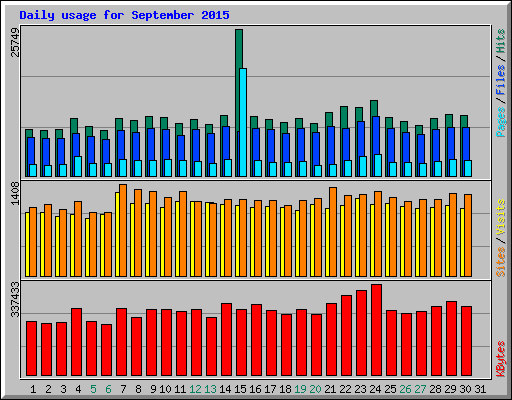 Daily usage for September 2015
25749
Pages / Files / Hits
1408
Sites / Visits
337433
KBytes
1 2 3 4 5 6 7 8 9 10 11 12 13 14 15 16 17 18 19 20 21 22 23 24 25 26 27 28 29 30 31